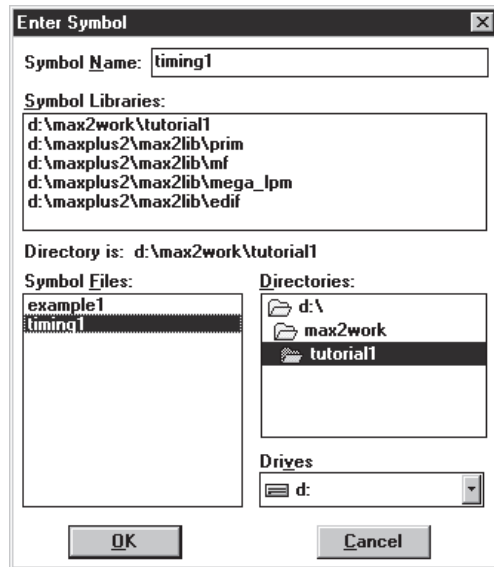 Enter Symbol
Symbol Name: timing1
Symbol Libraries:
d:\max2work\tutorial1
d:\maxplus2\max2lib\prim
d:\maxplus2\max2lib\mf
d:\maxplus2\max2lib\mega_lpm
d:\maxplus2\max2lib\edif
Directory is: d:\max2work\tutorial1
Symbol Files:
example1
timing1
Directories:
d:\
max2work
tutorial1
Drives
d:
OK
Cancel